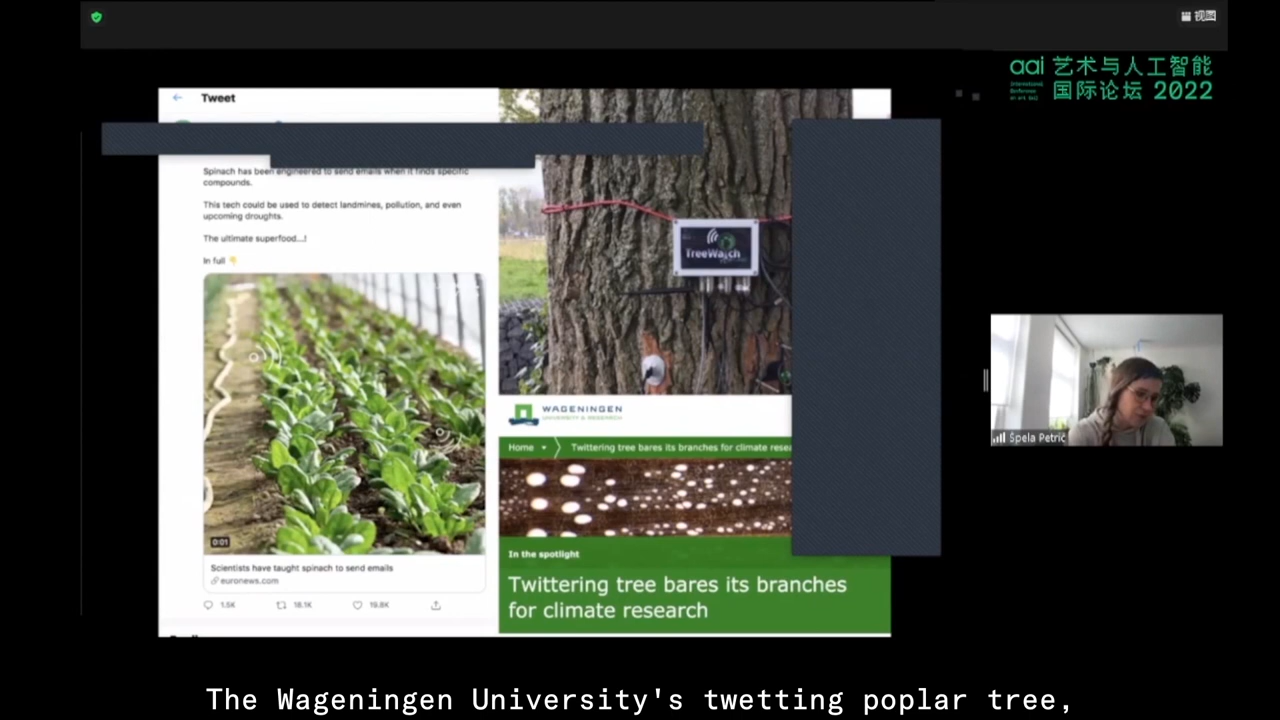 视图
aai 艺术与人工智能
国际论坛 2022
Tweet
Spinach has been engineered to send emails when it finds specific
compounds.
This tech could be used to detect landmines, pollution, and even
upcoming droughts.
The ultimate superfood...!
In full 👇
0:01
Scientists have taught spinach to send emails
euronews.com
1.5K
18.1K
19.8K
TreeWatch
WAGENINGEN
UNIVERSITY & RESEARCH
Home
Twittering tree bares its branches for climate resea
In the spotlight
Twittering tree bares its branches
for climate research
Špela Petrič
The Wageningen University's twetting poplar tree,